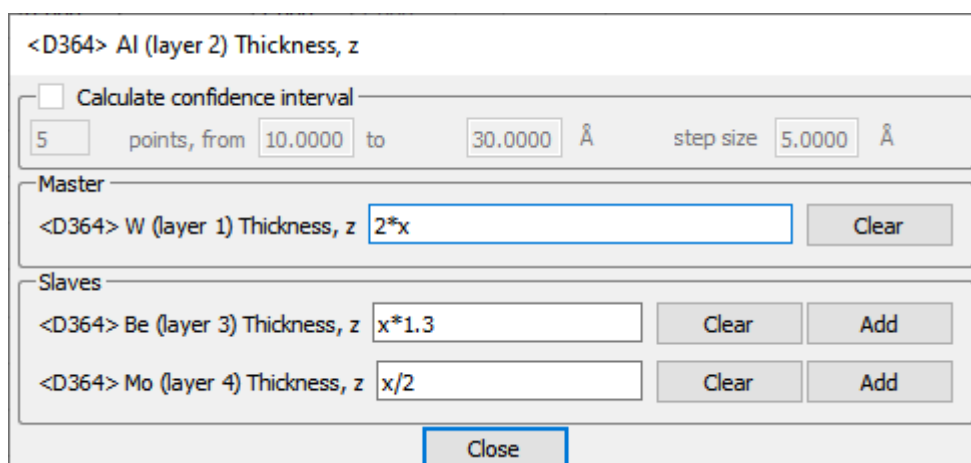 <D364> Al (layer 2) Thickness, z
Calculate confidence interval
5 points, from 10.0000 to 30.0000 Å step size 5.0000 Å
Master
<D364> W (layer 1) Thickness, z 2*x Clear
Slaves
<D364> Be (layer 3) Thickness, z x*1.3 Clear Add
<D364> Mo (layer 4) Thickness, z x/2 Clear Add
Close